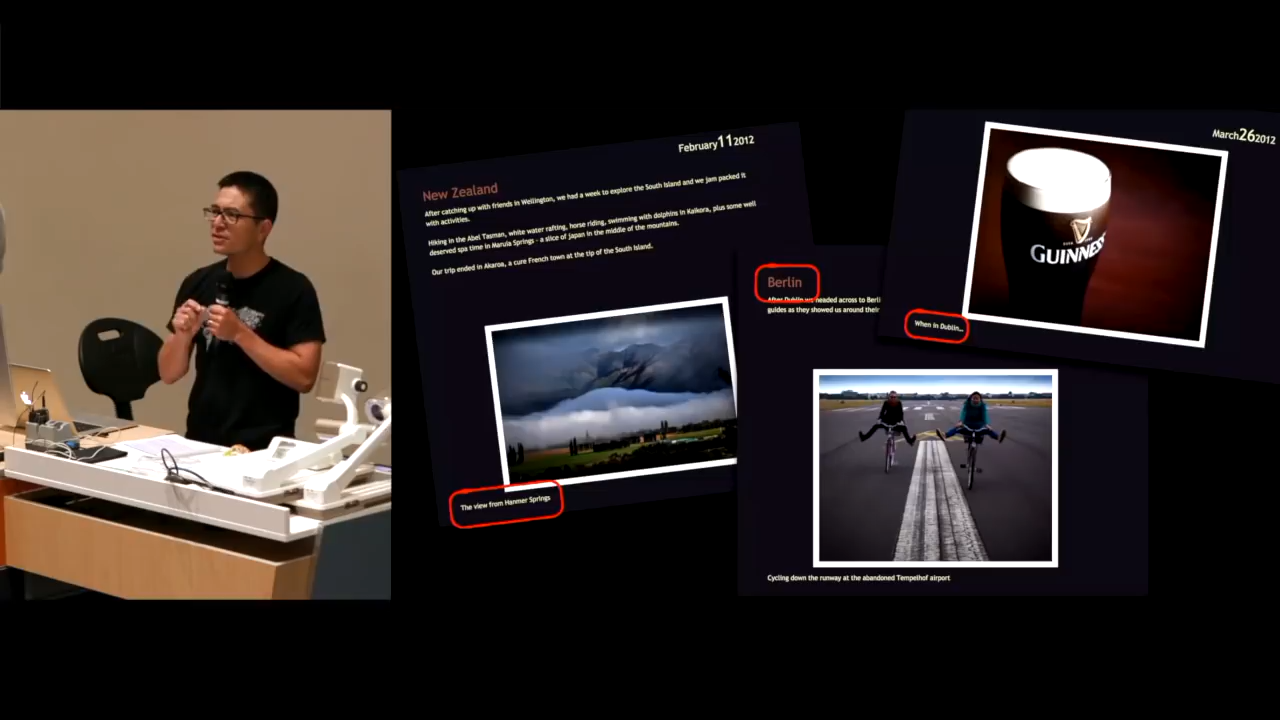 February 11 2012
New Zealand
After catching up with friends in Wellington, we had a week to explore the South Island and we jam packed it
with activities.
Hiking in the Abel Tasman, white water rafting, horse riding, swimming with dolphins in Kaikora, plus some well
deserved spa time in Maruia Springs - a slice of Japan in the middle of the mountains.
Our trip ended in Akaroa, a cure French town at the tip of the South Island.
The view from Hanmer Springs
March 26 2012
GUINNESS
When in Dublin...
Berlin
After Dublin we headed across to Berli
guides as they showed us around their
Cycling down the runway at the abandoned Tempelhof airport